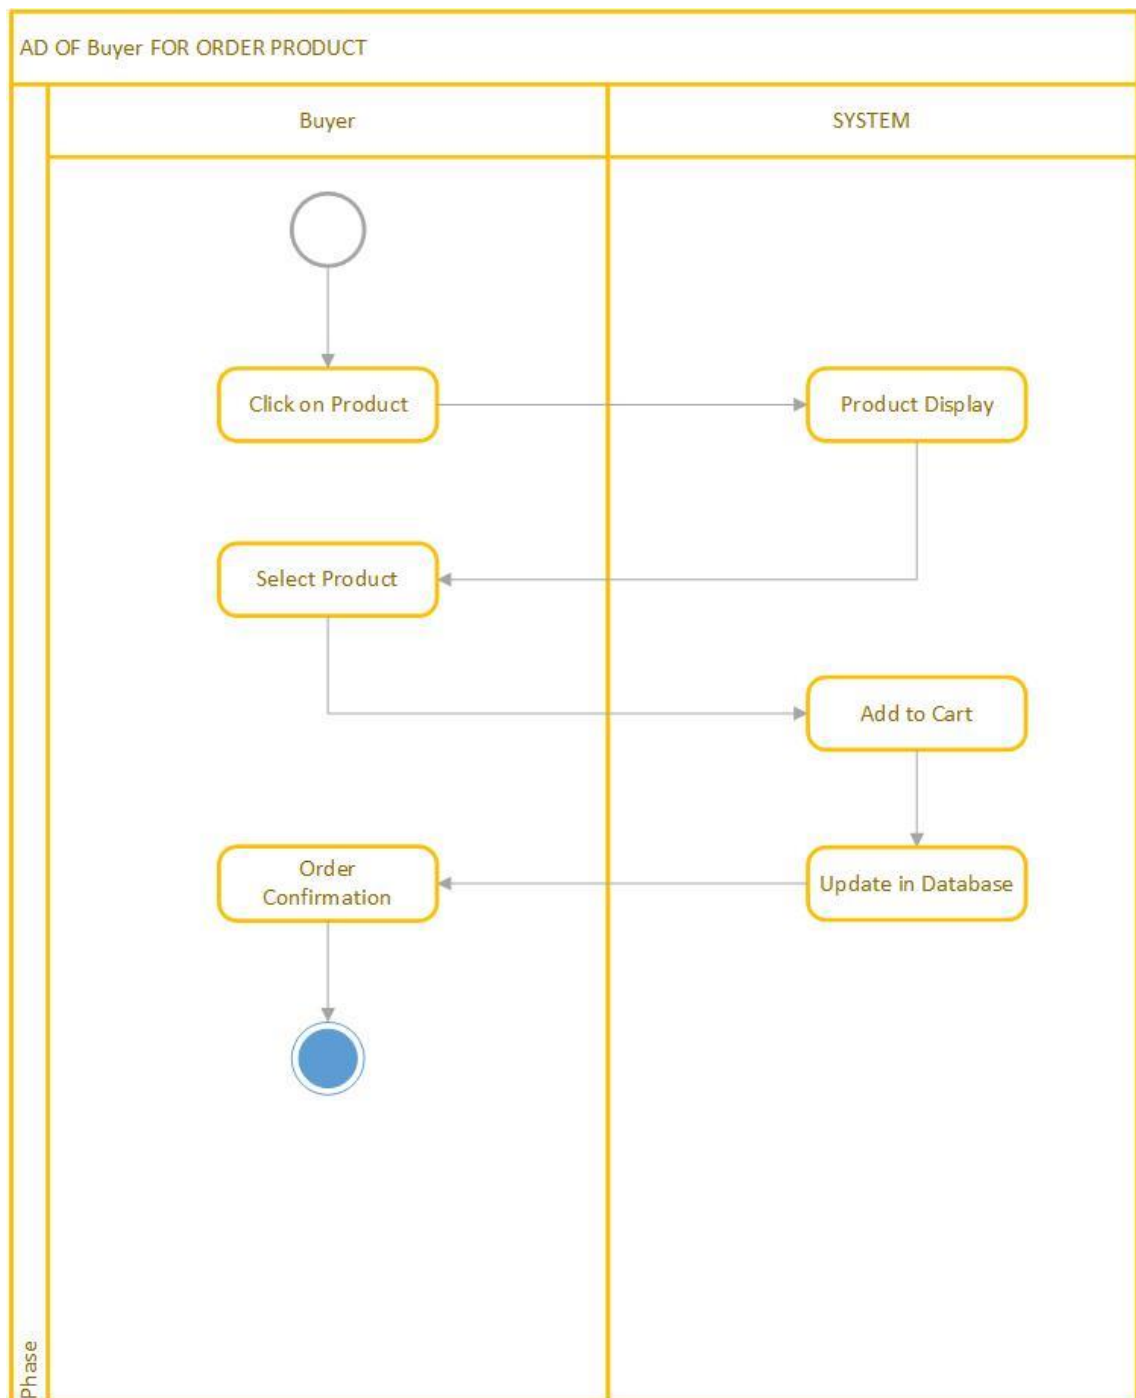 AD OF Buyer FOR ORDER PRODUCT
Buyer
SYSTEM
Click on Product
Product Display
Select Product
Add to Cart
Order
Confirmation
Update in Database
Phase